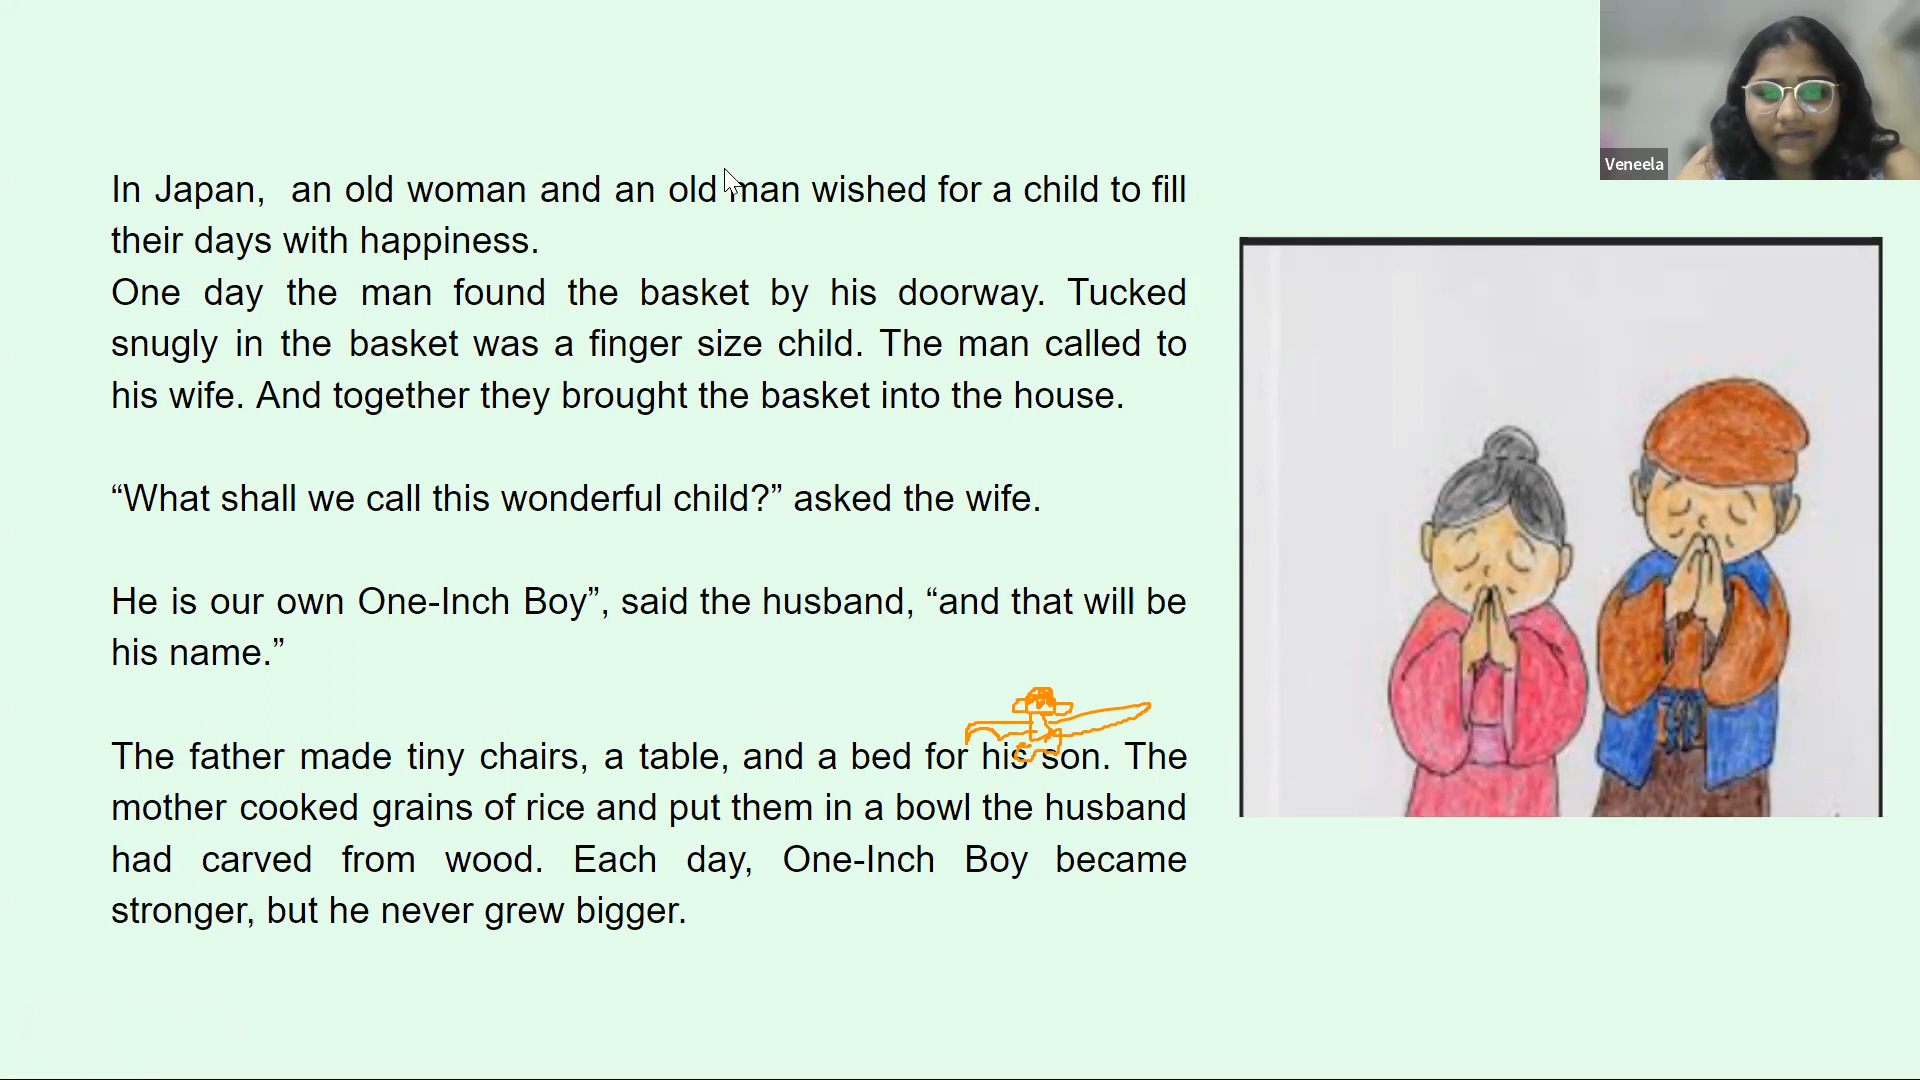 In Japan,  an old woman and an old man wished for a child to fill
their days with happiness.
One day the man found the basket by his doorway. Tucked
snugly in the basket was a finger size child. The man called to
his wife. And together they brought the basket into the house.
“What shall we call this wonderful child?” asked the wife.
He is our own One-Inch Boy”, said the husband, “and that will be
his name.”
The father made tiny chairs, a table, and a bed for his son. The
mother cooked grains of rice and put them in a bowl the husband
had carved from wood. Each day, One-Inch Boy became
stronger, but he never grew bigger.
Veneela